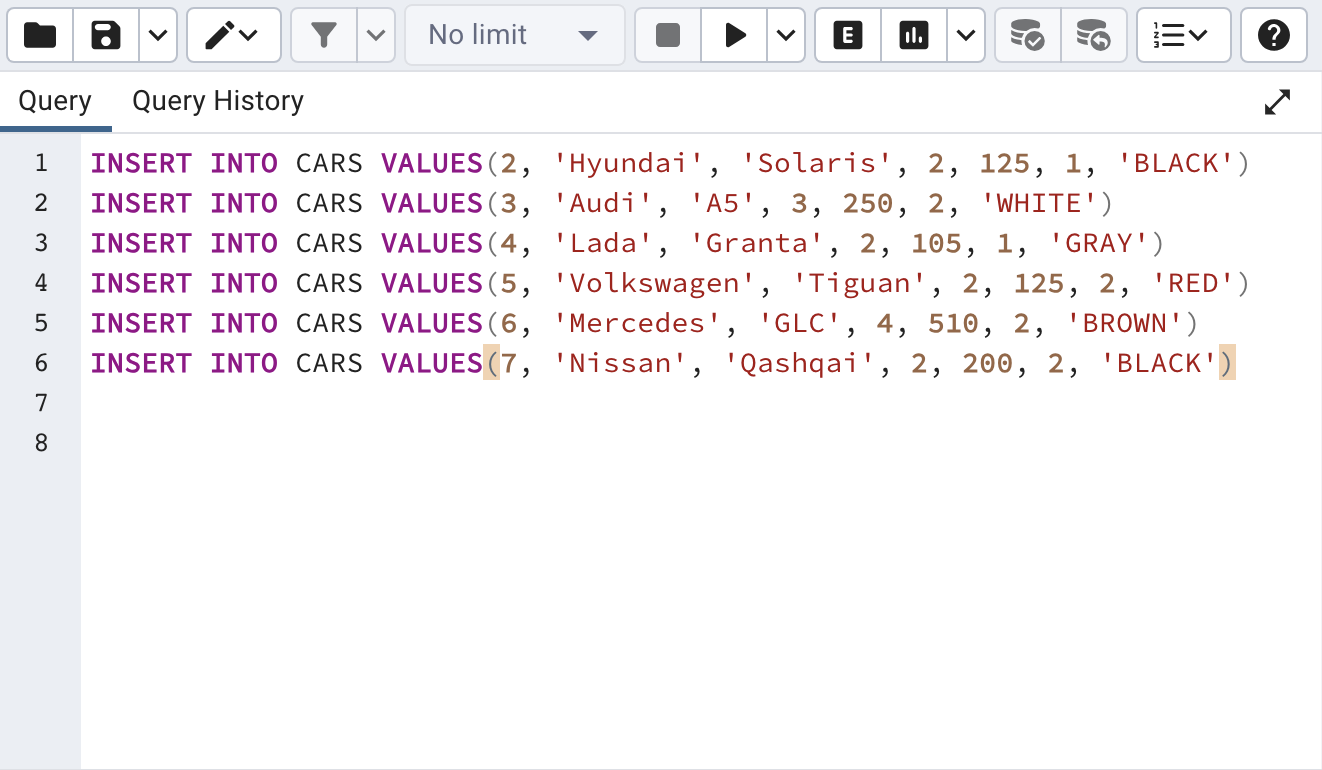 No limit
E
Query Query History
1 INSERT INTO CARS VALUES(2, 'Hyundai', 'Solaris', 2, 125, 1, 'BLACK')
2 INSERT INTO CARS VALUES(3, 'Audi', 'A5', 3, 250, 2, 'WHITE')
3 INSERT INTO CARS VALUES(4, 'Lada', 'Granta', 2, 105, 1, 'GRAY')
4 INSERT INTO CARS VALUES(5, 'Volkswagen', 'Tiguan', 2, 125, 2, 'RED')
5 INSERT INTO CARS VALUES(6, 'Mercedes', 'GLC', 4, 510, 2, 'BROWN')
6 INSERT INTO CARS VALUES(7, 'Nissan', 'Qashqai', 2, 200, 2, 'BLACK')
7
8